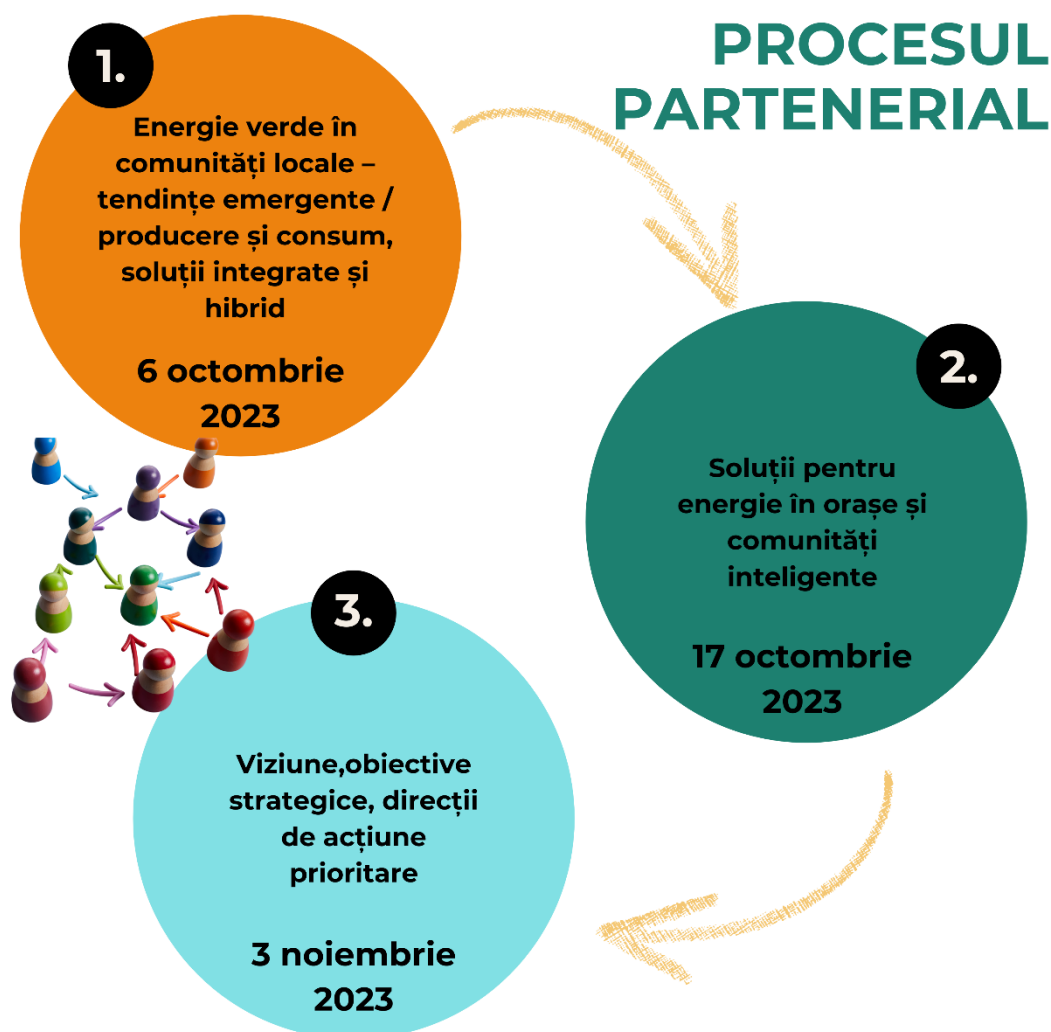 PROCESUL
PARTENERIAL
1.
Energie verde în
comunități locale –
tendințe emergente /
producere și consum,
soluții integrate și
hibrid
6 octombrie
2023
2.
Soluții pentru
energie în orașe și
comunități
inteligente
17 octombrie
2023
3.
Viziune,obiective
strategice, direcții
de acțiune
prioritare
3 noiembrie
2023